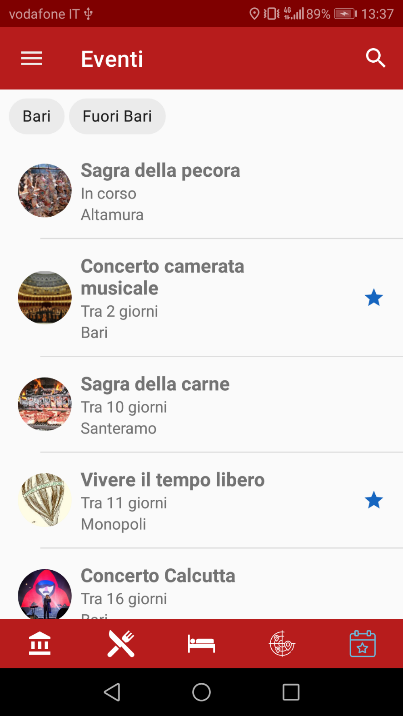 vodafone IT 4G 89% 13:37
Eventi
Bari Fuori Bari
Sagra della pecora
In corso
Altamura
Concerto camerata
musicale
Tra 2 giorni
Bari
Sagra della carne
Tra 10 giorni
Santeramo
Vivere il tempo libero
Tra 11 giorni
Monopoli
Concerto Calcutta
Tra 16 giorni
Bari